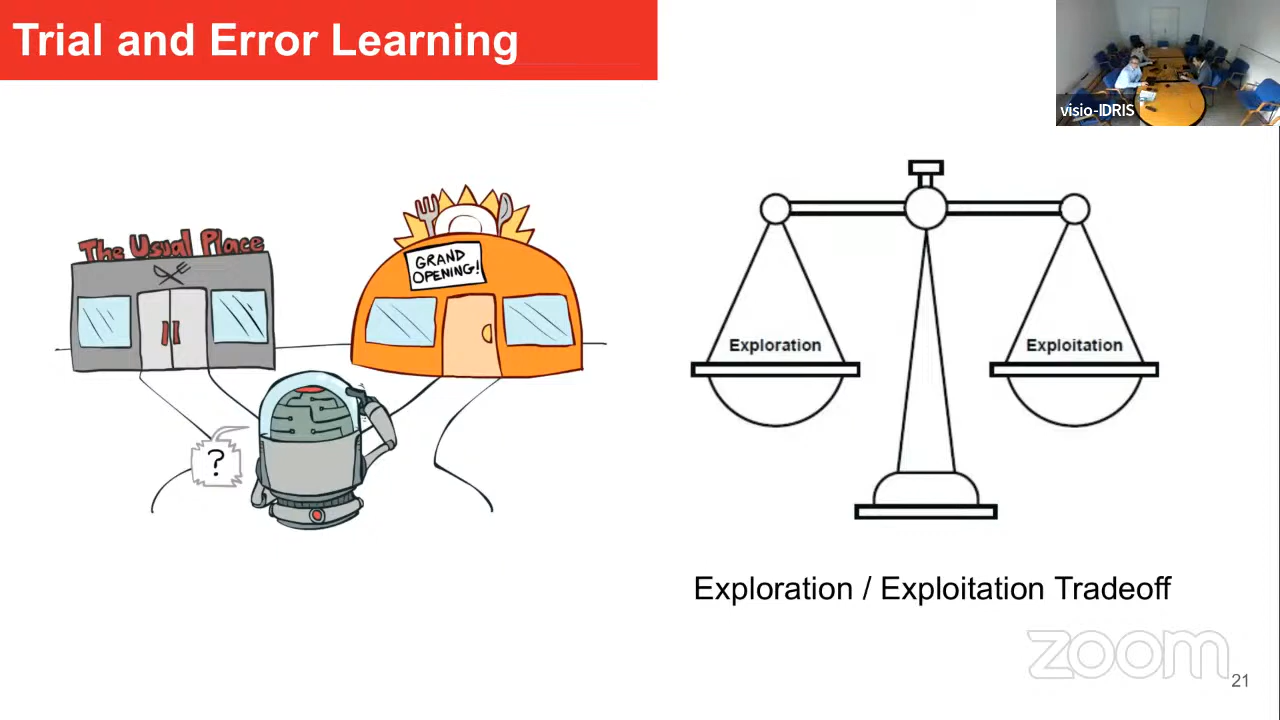 Trial and Error Learning
visio-IDRIS
The Usual Place
GRAND
OPENING!
?
Exploration
Exploitation
Exploration / Exploitation Tradeoff
zoom
21